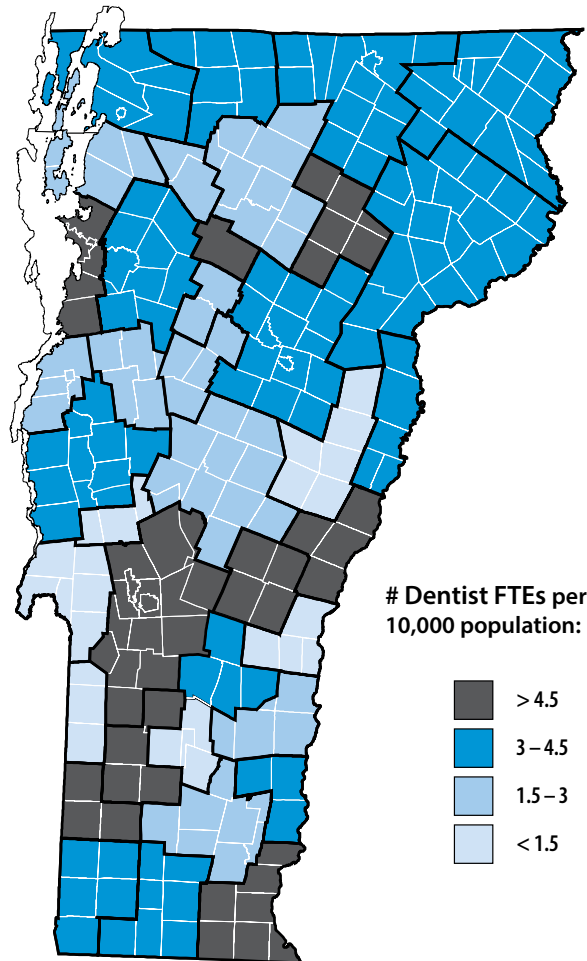 # Dentist FTEs per
10,000 population:
> 4.5
3 – 4.5
1.5 – 3
< 1.5